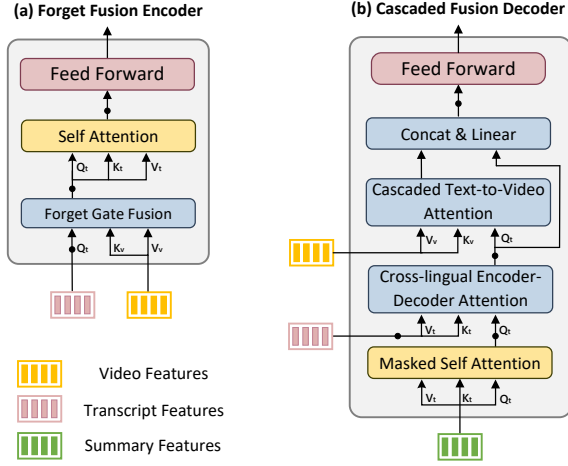 (a) Forget Fusion Encoder
Feed Forward
Self Attention
Qt Kt Vt
Forget Gate Fusion
Qt Kv Vv
Video Features
Transcript Features
Summary Features
(b) Cascaded Fusion Decoder
Feed Forward
Concat & Linear
Cascaded Text-to-Video
Attention
Vv Kv Qt
Cross-lingual Encoder-
Decoder Attention
Vt Kt Qt
Masked Self Attention
Vt Kt Qt